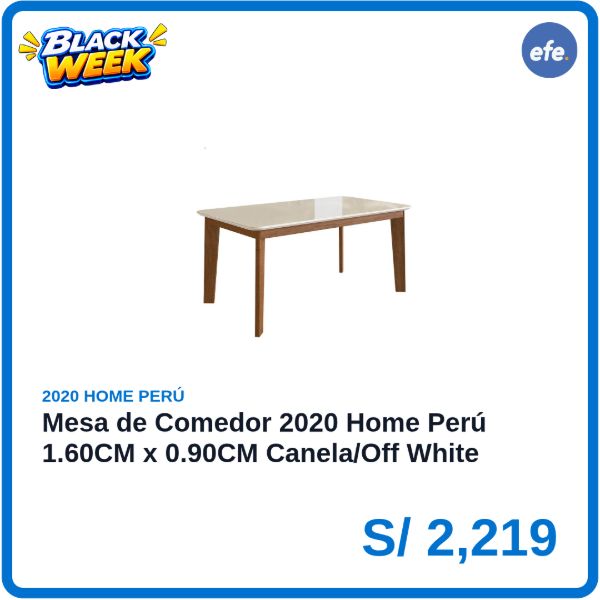 BLACK
WEEK
efe.
2020 HOME PERÚ
Mesa de Comedor 2020 Home Perú
1.60CM x 0.90CM Canela/Off White
S/ 2,219